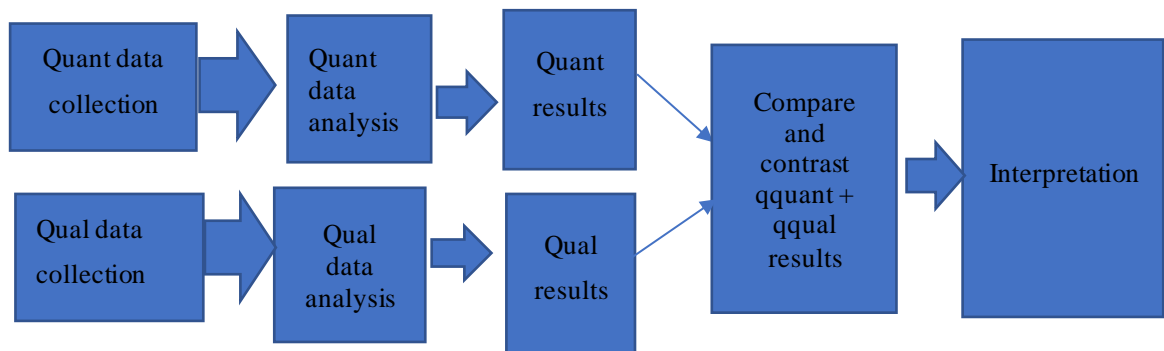 Quant data
collection
Quant
data
analysis
Quant
results
Qual data
collection
Qual
data
analysis
Qual
results
Compare
and
contrast
qquant +
qqual
results
Interpretation